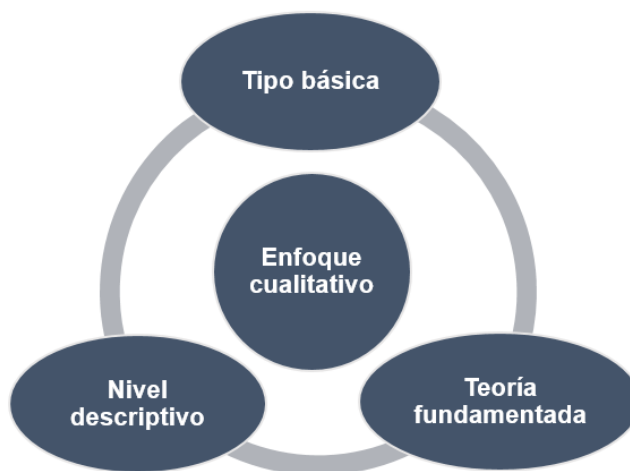 Tipo básica
Enfoque
cualitativo
Nivel
descriptivo
Teoría
fundamentada